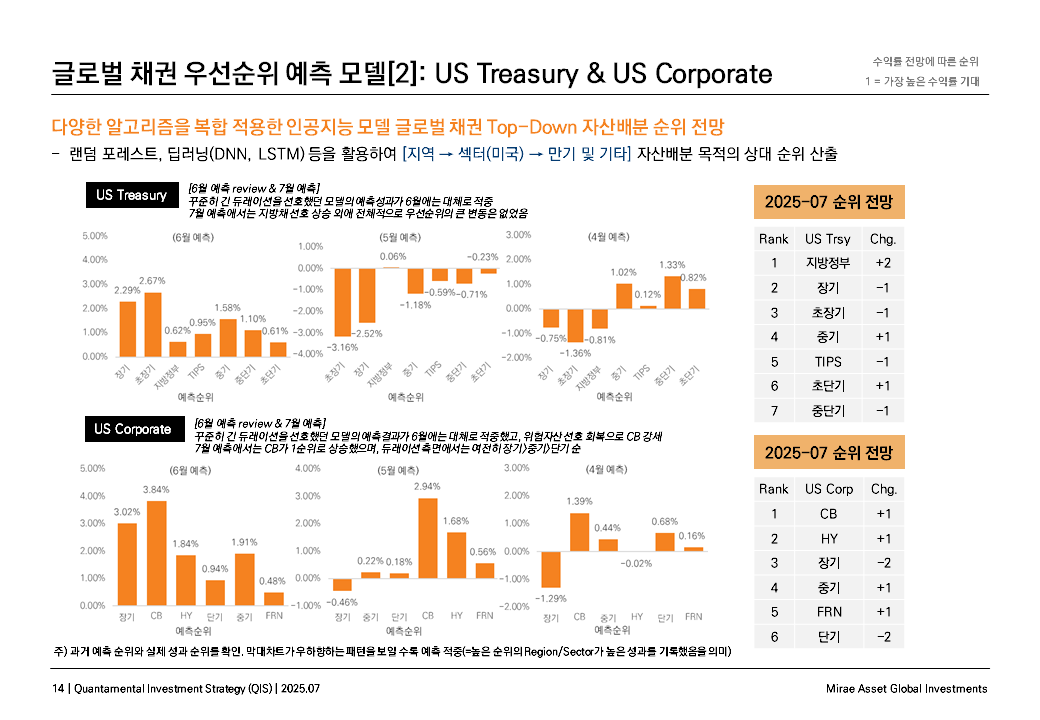 글로벌 채권 우선순위 예측 모델[2]: US Treasury & US Corporate
수익률 전망에 따른 순위
1 = 가장 높은 수익률 기대
다양한 알고리즘을 복합 적용한 인공지능 모델 글로벌 채권 Top-Down 자산배분 순위 전망
- 랜덤 포레스트, 딥러닝(DNN, LSTM) 등을 활용하여 [지역 → 섹터(미국) → 만기 및 기타] 자산배분 목적의 상대 순위 산출
US Treasury
[6월 예측 review & 7월 예측]
꾸준히 긴 듀레이션을 선호했던 모델의 예측성과가 6월에는 대체로 적중
7월 예측에서는 지방채 선호 상승 외에 전체적으로 우선순위의 큰 변동은 없었음
(6월 예측)
5.00%
4.00%
3.00%
2.00%
1.00%
0.00%
2.29%
2.67%
0.62%
0.95%
1.58%
1.10%
0.61%
장기
초장기
지방정부
TIPS
중기
중단기
초단기
예측순위
(5월 예측)
1.00%
0.00%
-1.00%
-2.00%
-3.00%
-4.00%
-3.16%
-2.52%
0.06%
-1.18%
-0.59%
-0.71%
-0.23%
초장기
장기
지방정부
중기
TIPS
중단기
초단기
예측순위
(4월 예측)
3.00%
2.00%
1.00%
0.00%
-1.00%
-2.00%
-0.75%
-1.36%
-0.81%
1.02%
0.12%
1.33%
0.82%
장기
초장기
지방정부
중기
TIPS
중단기
초단기
예측순위
2025-07 순위 전망
Rank US Trsy Chg.
1 지방정부 +2
2 장기 -1
3 초장기 -1
4 중기 +1
5 TIPS -1
6 초단기 +1
7 중단기 -1
US Corporate
[6월 예측 review & 7월 예측]
꾸준히 긴 듀레이션을 선호했던 모델의 예측결과가 6월에는 대체로 적중했고, 위험자산 선호 회복으로 CB 강세
7월 예측에서는 CB가 1순위로 상승했으며, 듀레이션 측면에서는 여전히 장기>중기>단기 순
(6월 예측)
5.00%
4.00%
3.00%
2.00%
1.00%
0.00%
3.02%
3.84%
1.84%
0.94%
1.91%
0.48%
장기
CB
HY
단기
중기
FRN
예측순위
(5월 예측)
4.00%
3.00%
2.00%
1.00%
0.00%
-1.00%
-0.46%
0.22%
0.18%
2.94%
1.68%
0.56%
장기
중기
단기
CB
HY
FRN
예측순위
(4월 예측)
3.00%
2.00%
1.00%
0.00%
-1.00%
-2.00%
-1.29%
1.39%
0.44%
-0.02%
0.68%
0.16%
장기
CB
중기
HY
단기
FRN
예측순위
2025-07 순위 전망
Rank US Corp Chg.
1 CB +1
2 HY +1
3 장기 -2
4 중기 +1
5 FRN +1
6 단기 -2
주) 과거 예측 순위와 실제 성과 순위를 확인. 막대차트가 우하향하는 패턴을 보일 수록 예측 적중(=높은 순위의 Region/Sector가 높은 성과를 기록했음을 의미)
14 | Quantamental Investment Strategy (QIS) | 2025.07
Mirae Asset Global Investments